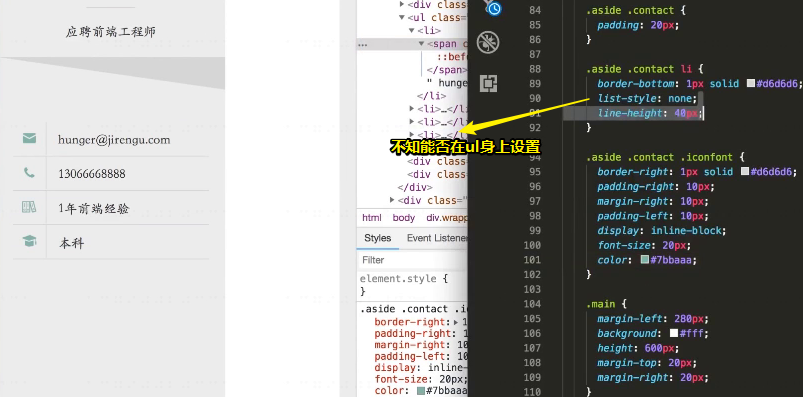 应聘前端工程师
hunger@jirengu.com
13066668888
1年前端经验
本科
▶<div class=
▼<ul class=
▼<li>
▼<span c
::befo
</span>
" hunge
</li>
▶<li>…</l
▶<li>…</l
▶<li>…</l
不知能否在ul身上设置
▶<div clas
▶<div clas
</div>
▶<div class="
html body div.wrapp
Styles Event Listene
Filter
element.style {
}
.aside .contact .ic
border-right:▶ 1
padding-right: 1
margin-right: 10
padding-left: 10
display: inline-
font-size: 20px;
color: #7bbaa
84 .aside .contact {
85 padding: 20px;
86 }
87
88 .aside .contact li {
89 border-bottom: 1px solid #d6d6d6;
90 list-style: none;
91 line-height: 40px;
92 }
93
94 .aside .contact .iconfont {
95 border-right: 1px solid #d6d6d6;
96 padding-right: 10px;
97 margin-right: 10px;
98 padding-left: 10px;
99 display: inline-block;
100 font-size: 20px;
101 color: #7bbaaa;
102 }
103
104 .main {
105 margin-left: 280px;
106 background: #fff;
107 height: 600px;
108 margin-top: 20px;
109 margin-right: 20px;
110 }